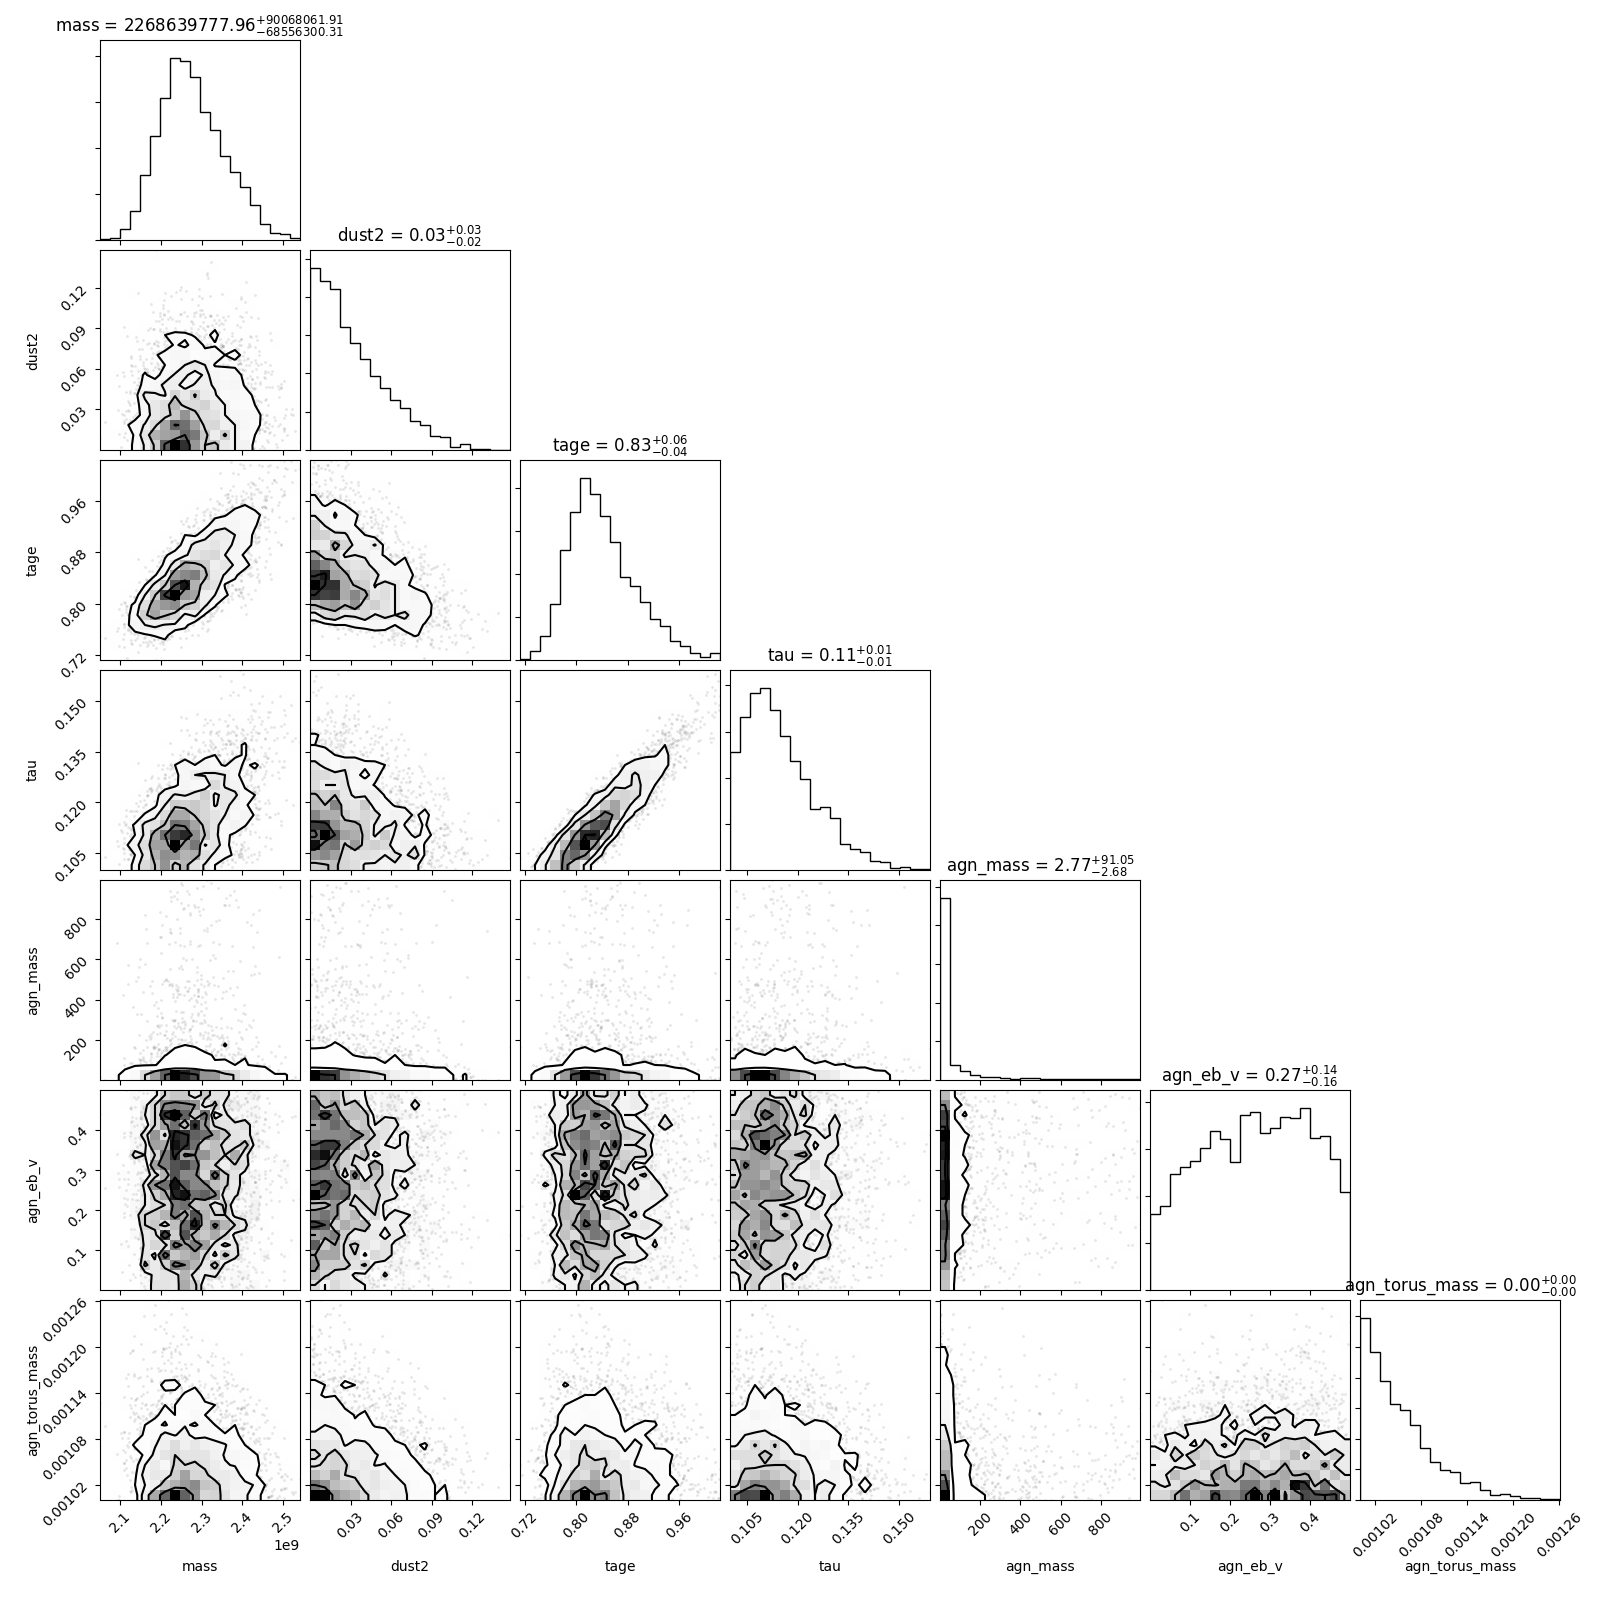 mass = 2268639777.96+90068061.91 −68556300.31
dust2 = 0.03+0.03 −0.02
dust2
0.12
0.09
0.06
0.03
tage = 0.83+0.06 −0.04
tage
0.96
0.88
0.80
0.72
tau = 0.11+0.01 −0.01
tau
0.150
0.135
0.120
0.105
agn_mass = 2.77+91.05 −2.68
agn_mass
800
600
400
200
agn_eb_v = 0.27+0.14 −0.16
agn_eb_v
0.4
0.3
0.2
0.1
agn_torus_mass = 0.00+0.00 −0.00
agn_torus_mass
0.00126
0.00120
0.00114
0.00108
0.00102
2.1 2.2 2.3 2.4 2.5 0.03 0.06 0.09 0.12 0.72 0.80 0.88 0.96 0.105 0.120 0.135 0.150 200 400 600 800 0.1 0.2 0.3 0.4 0.00102 0.00108 0.00114 0.00120 0.00126
1e9
mass dust2 tage tau agn_mass agn_eb_v agn_torus_mass